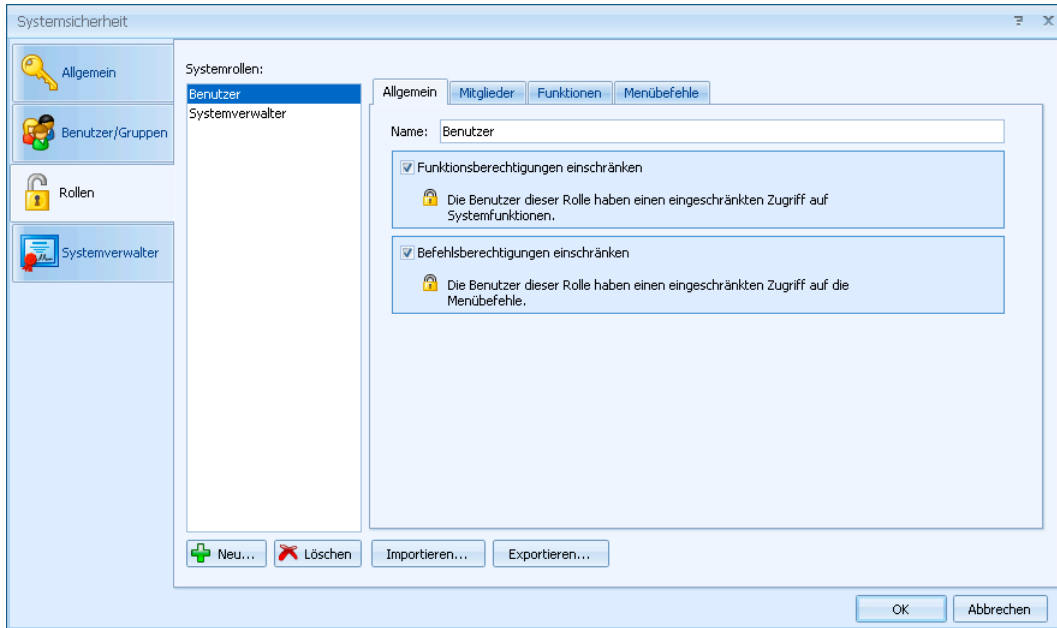 Systemsicherheit
Allgemein
Benutzer/Gruppen
Rollen
Systemverwalter
Systemrollen:
Benutzer
Systemverwalter
Allgemein Mitglieder Funktionen Menübefehle
Name: Benutzer
Funktionsberechtigungen einschränken
Die Benutzer dieser Rolle haben einen eingeschränkten Zugriff auf
Systemfunktionen.
Befehlsberechtigungen einschränken
Die Benutzer dieser Rolle haben einen eingeschränkten Zugriff auf die
Menübefehle.
Neu... Löschen Importieren... Exportieren...
OK Abbrechen